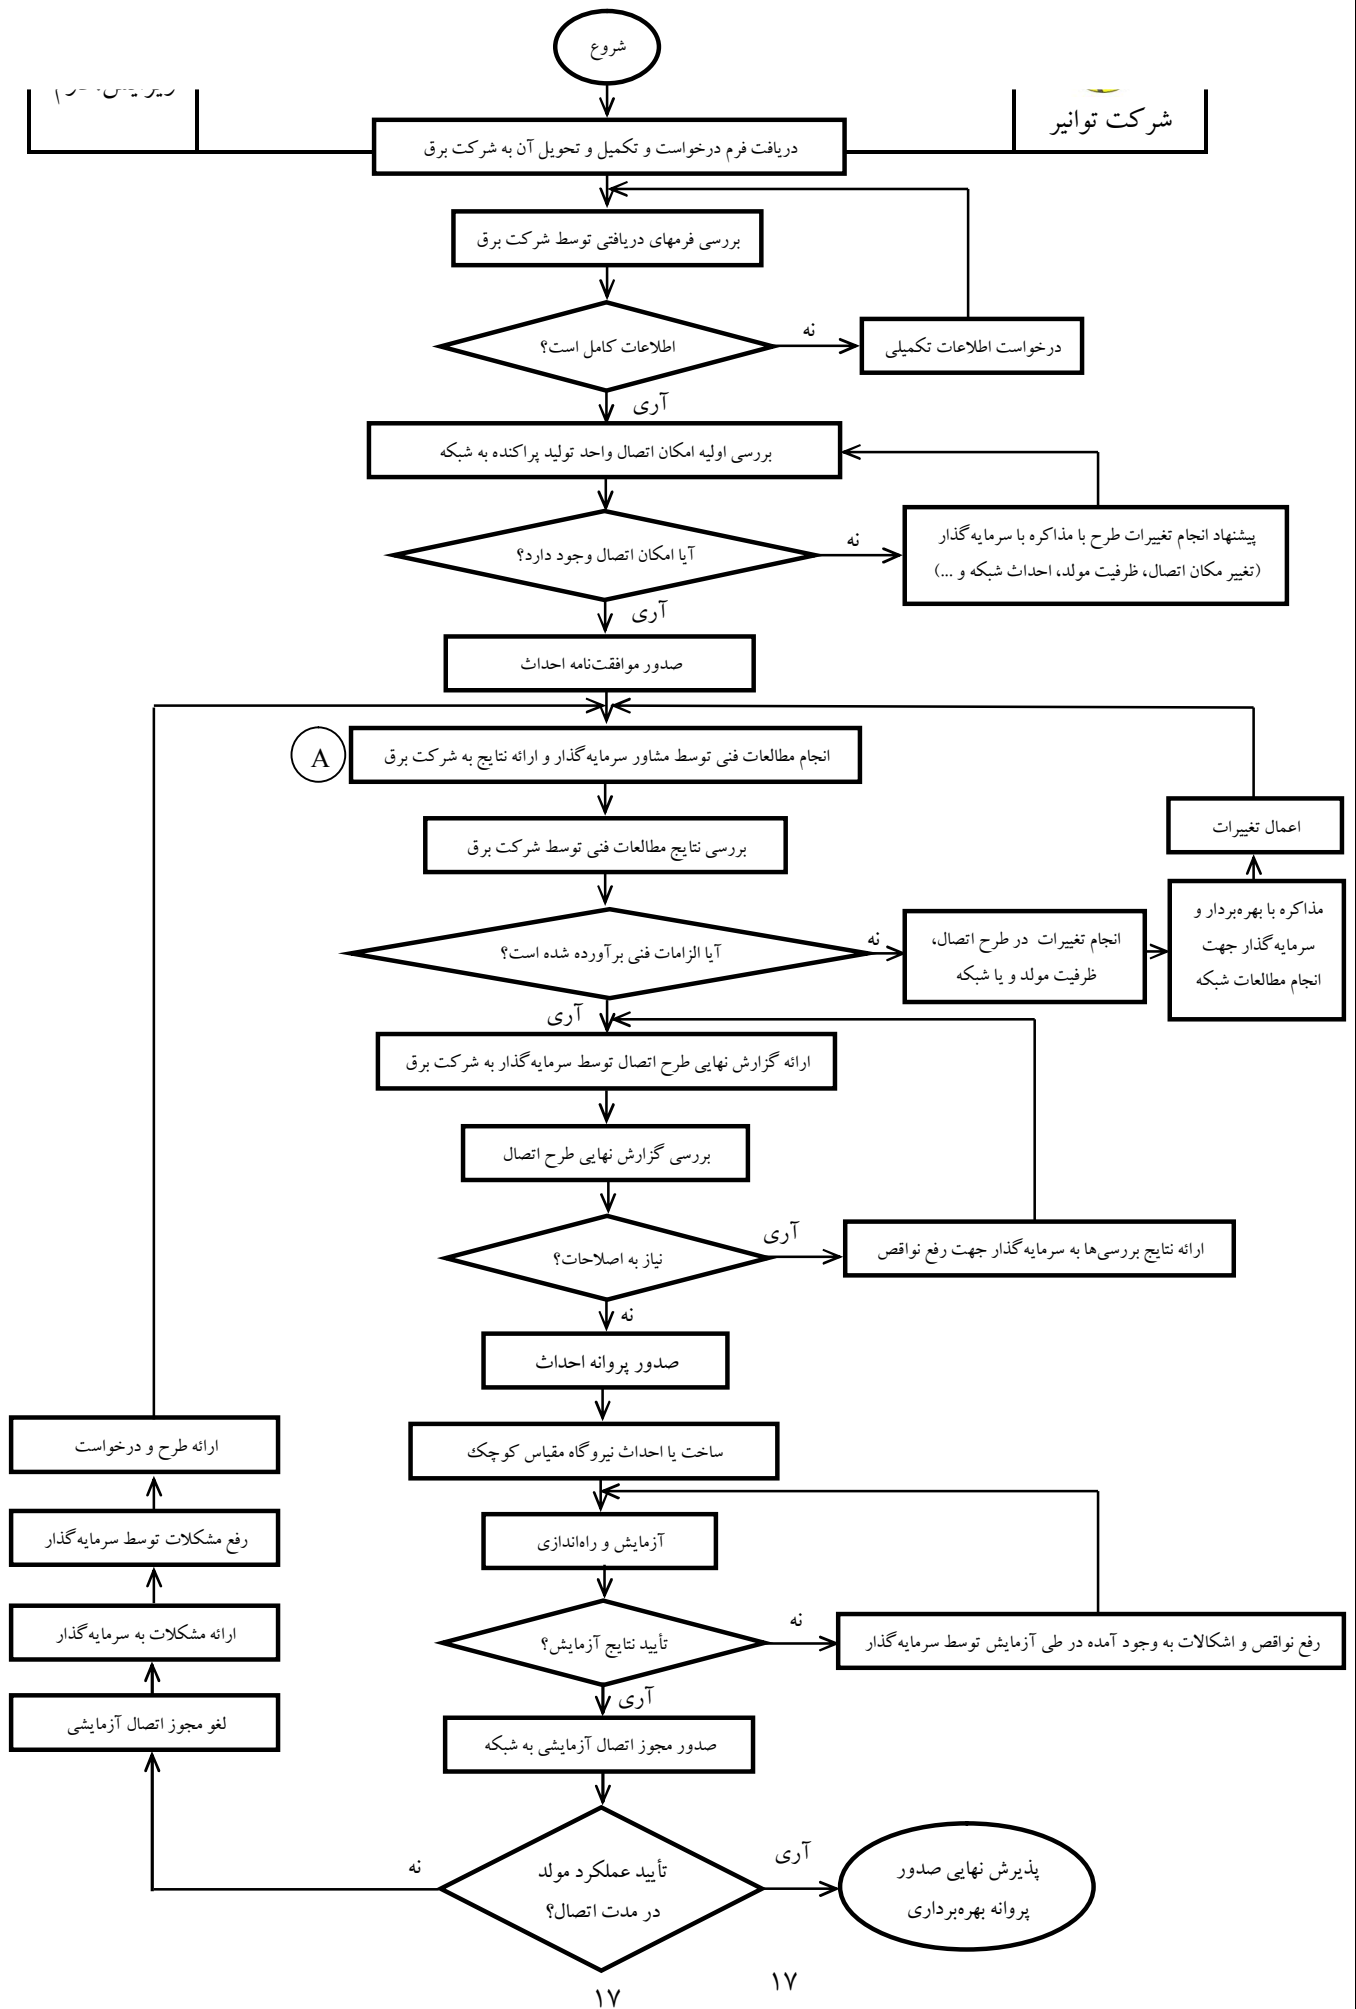 شروع
شرکت توانیر
دریافت فرم درخواست و تکمیل و تحویل آن به شرکت برق
بررسی فرمهای دریافتی توسط شرکت برق
اطلاعات کامل است؟
نه
درخواست اطلاعات تکمیلی
آری
بررسی اولیه امکان اتصال واحد تولید پراکنده به شبکه
آیا امکان اتصال وجود دارد؟
نه
پیشنهاد انجام تغییرات طرح با مذاکره با سرمایه‌گذار
(تغییر مکان اتصال، ظرفیت مولد، احداث شبکه و ...)
آری
صدور موافقت‌نامه احداث
A
انجام مطالعات فنی توسط مشاور سرمایه‌گذار و ارائه نتایج به شرکت برق
بررسی نتایج مطالعات فنی توسط شرکت برق
آیا الزامات فنی برآورده شده است؟
نه
انجام تغییرات در طرح اتصال،
ظرفیت مولد و یا شبکه
مذاکره با بهره‌بردار و
سرمایه‌گذار جهت
انجام مطالعات شبکه
اعمال تغییرات
آری
ارائه گزارش نهایی طرح اتصال توسط سرمایه‌گذار به شرکت برق
بررسی گزارش نهایی طرح اتصال
نیاز به اصلاحات؟
آری
ارائه نتایج بررسی‌ها به سرمایه‌گذار جهت رفع نواقص
نه
صدور پروانه احداث
ساخت یا احداث نیروگاه مقیاس کوچک
آزمایش و راه‌اندازی
تأیید نتایج آزمایش؟
نه
رفع نواقص و اشکالات به وجود آمده در طی آزمایش توسط سرمایه‌گذار
آری
صدور مجوز اتصال آزمایشی به شبکه
تأیید عملکرد مولد
در مدت اتصال؟
آری
پذیرش نهایی صدور
پروانه بهره‌برداری
نه
لغو مجوز اتصال آزمایشی
ارائه مشکلات به سرمایه‌گذار
رفع مشکلات توسط سرمایه‌گذار
ارائه طرح و درخواست
۱۷
۱۷